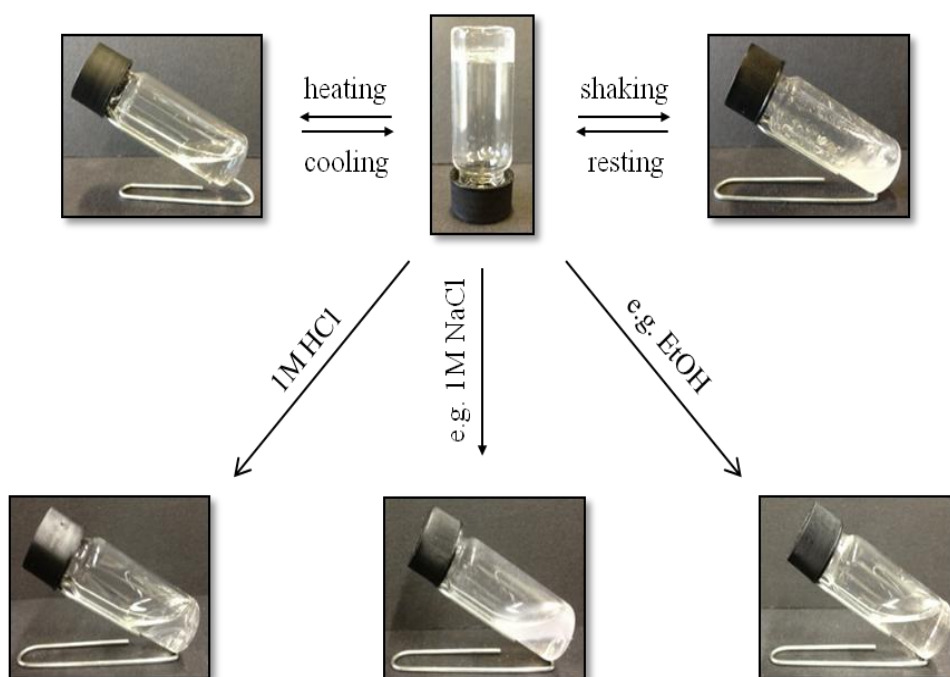 heating
cooling
shaking
resting
1M HCl
e.g. 1M NaCl
e.g. EtOH